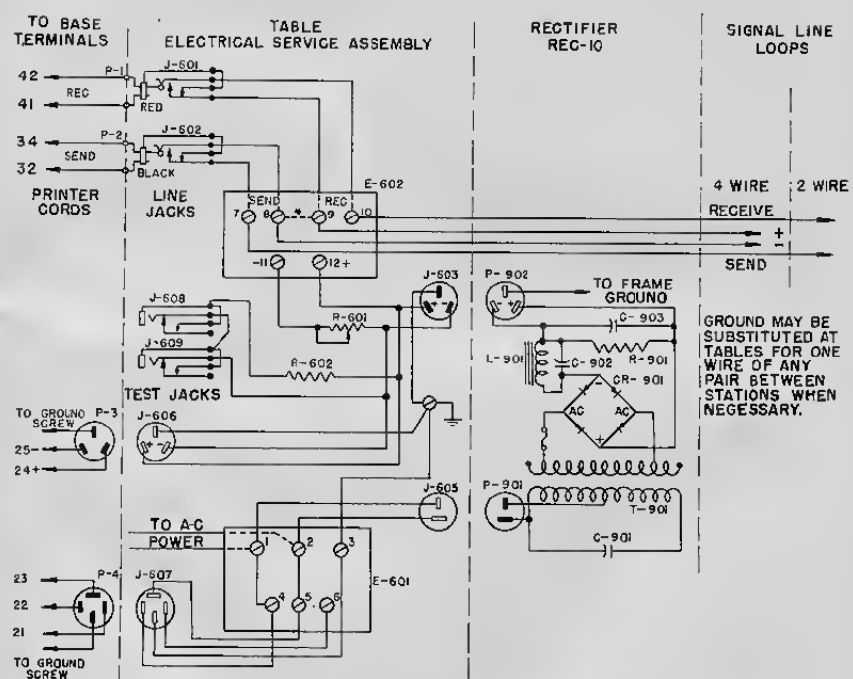 TO BASE
TERMINALS
TABLE
ELECTRICAL SERVICE ASSEMBLY
RECTIFIER
REC-10
SIGNAL LINE
LOOPS
42
P-1
J-601
REC
41
RED
34
P-2
J-602
SEND
32
BLACK
PRINTER
CORDS
LINE
JACKS
E-602
SEND
REC
7
8
*
9
10
-11
12+
4 WIRE
2 WIRE
RECEIVE
+
-
SEND
J-603
- +
P-902
+ -
TO FRAME
GROUND
J-608
R-601
J-609
R-602
TEST JACKS
C-903
L-901
C-902
R-901
CR-901
-
AC
AC
+
GROUND MAY BE
SUBSTITUTED AT
TABLES FOR ONE
WIRE OF ANY
PAIR BETWEEN
STATIONS WHEN
NECESSARY.
TO GROUND
SCREW
P-3
25-
24+
J-606
+ -
J-605
P-901
T-901
C-901
TO A-C
POWER
1
2
3
4
5
6
E-601
23
P-4
J-607
22
21
TO GROUND
SCREW